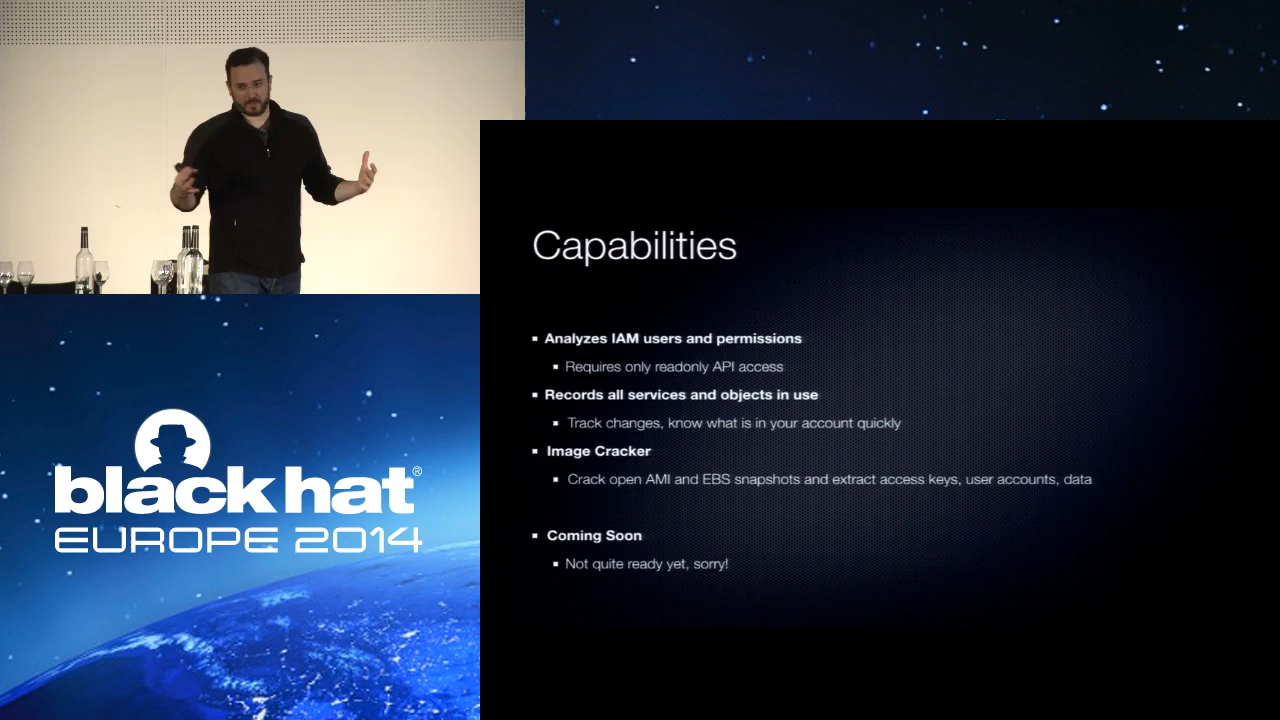 Capabilities
Analyzes IAM users and permissions
Requires only readonly API access
Records all services and objects in use
Track changes, know what is in your account quickly
Image Cracker
Crack open AMI and EBS snapshots and extract access keys, user accounts, data
Coming Soon
Not quite ready yet, sorry!
black hat®
EUROPE 2014